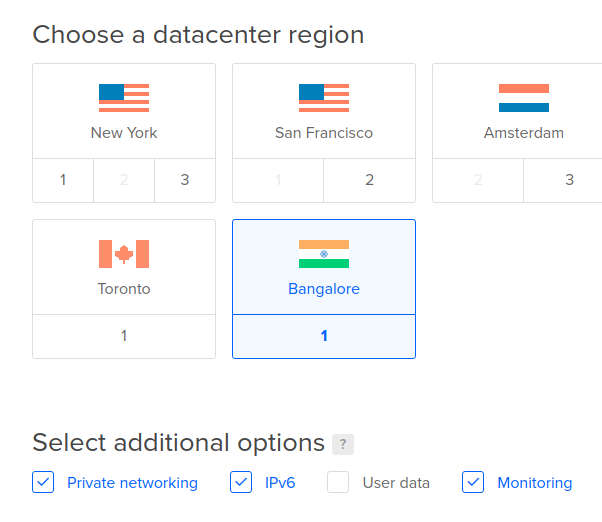 Choose a datacenter region
New York
San Francisco
Amsterdam
1 2 3
1 2
2 3
Toronto
Bangalore
1
1
Select additional options ?
Private networking
IPv6
User data
Monitoring